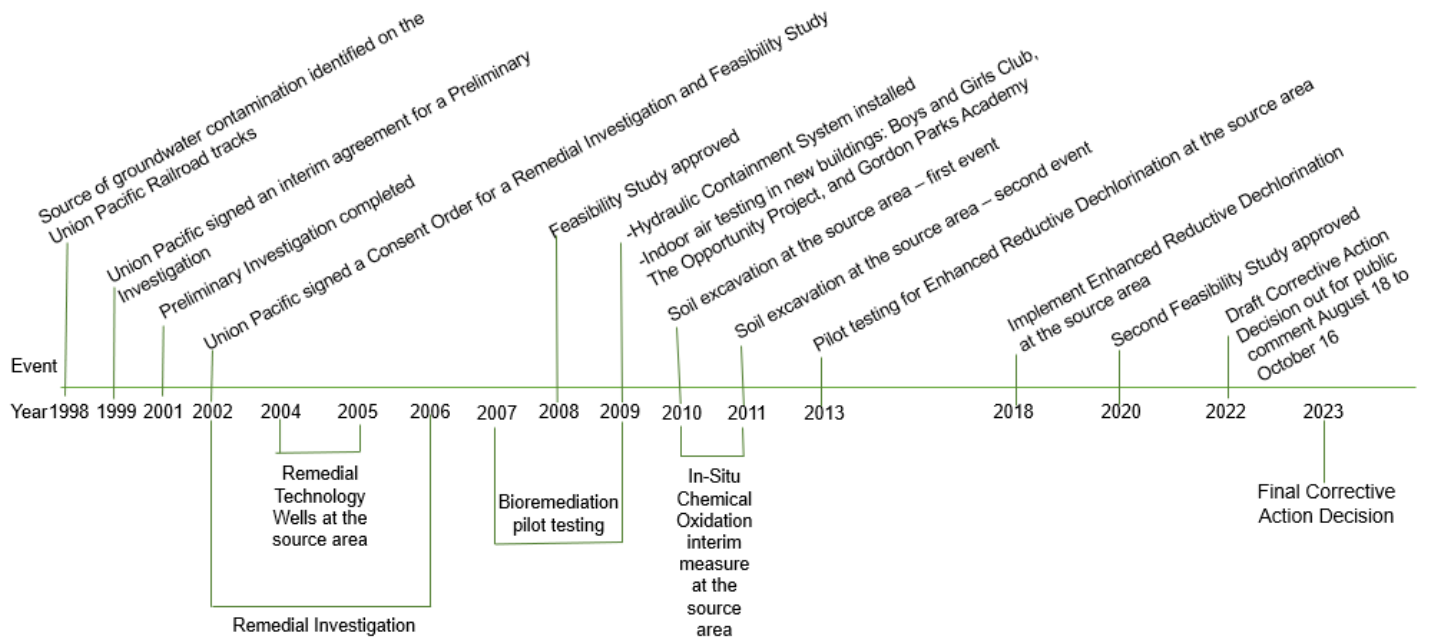 Source of groundwater contamination identified on the
Union Pacific Railroad tracks
Union Pacific signed an interim agreement for a Preliminary
Investigation
Preliminary Investigation completed
Union Pacific signed a Consent Order for a Remedial Investigation and Feasibility Study
Feasibility Study approved
-Hydraulic Containment System installed
-Indoor air testing in new buildings: Boys and Girls Club,
The Opportunity Project, and Gordon Parks Academy
Soil excavation at the source area – first event
Soil excavation at the source area – second event
Pilot testing for Enhanced Reductive Dechlorination at the source area
Implement Enhanced Reductive Dechlorination
at the source area
Second Feasibility Study approved
Draft Corrective Action
Decision out for public
comment August 18 to
October 16
Event
Year 1998 1999 2001 2002 2004 2005 2006 2007 2008 2009 2010 2011 2013 2018 2020 2022 2023
Remedial
Technology
Wells at the
source area
Remedial Investigation
Bioremediation
pilot testing
In-Situ
Chemical
Oxidation
interim
measure
at the
source
area
Final Corrective
Action Decision